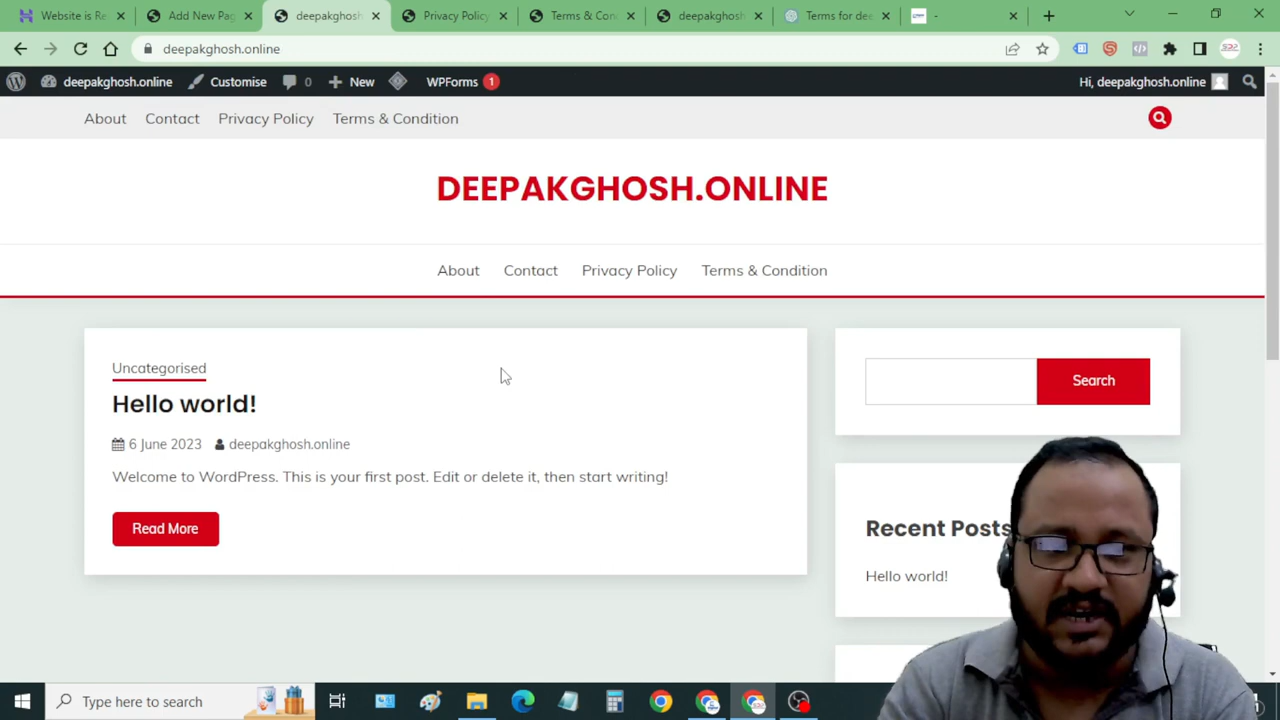 Website is Re
Add New Pag
deepakghosh
Privacy Policy
Terms & Con
deepakghosh
Terms for dee
-
deepakghosh.online
deepakghosh.online
Customise
0
New
WPForms
1
Hi, deepakghosh.online
About
Contact
Privacy Policy
Terms & Condition
DEEPAKGHOSH.ONLINE
About
Contact
Privacy Policy
Terms & Condition
Uncategorised
Hello world!
6 June 2023
deepakghosh.online
Welcome to WordPress. This is your first post. Edit or delete it, then start writing!
Read More
Search
Recent Posts
Hello world!
Type here to search